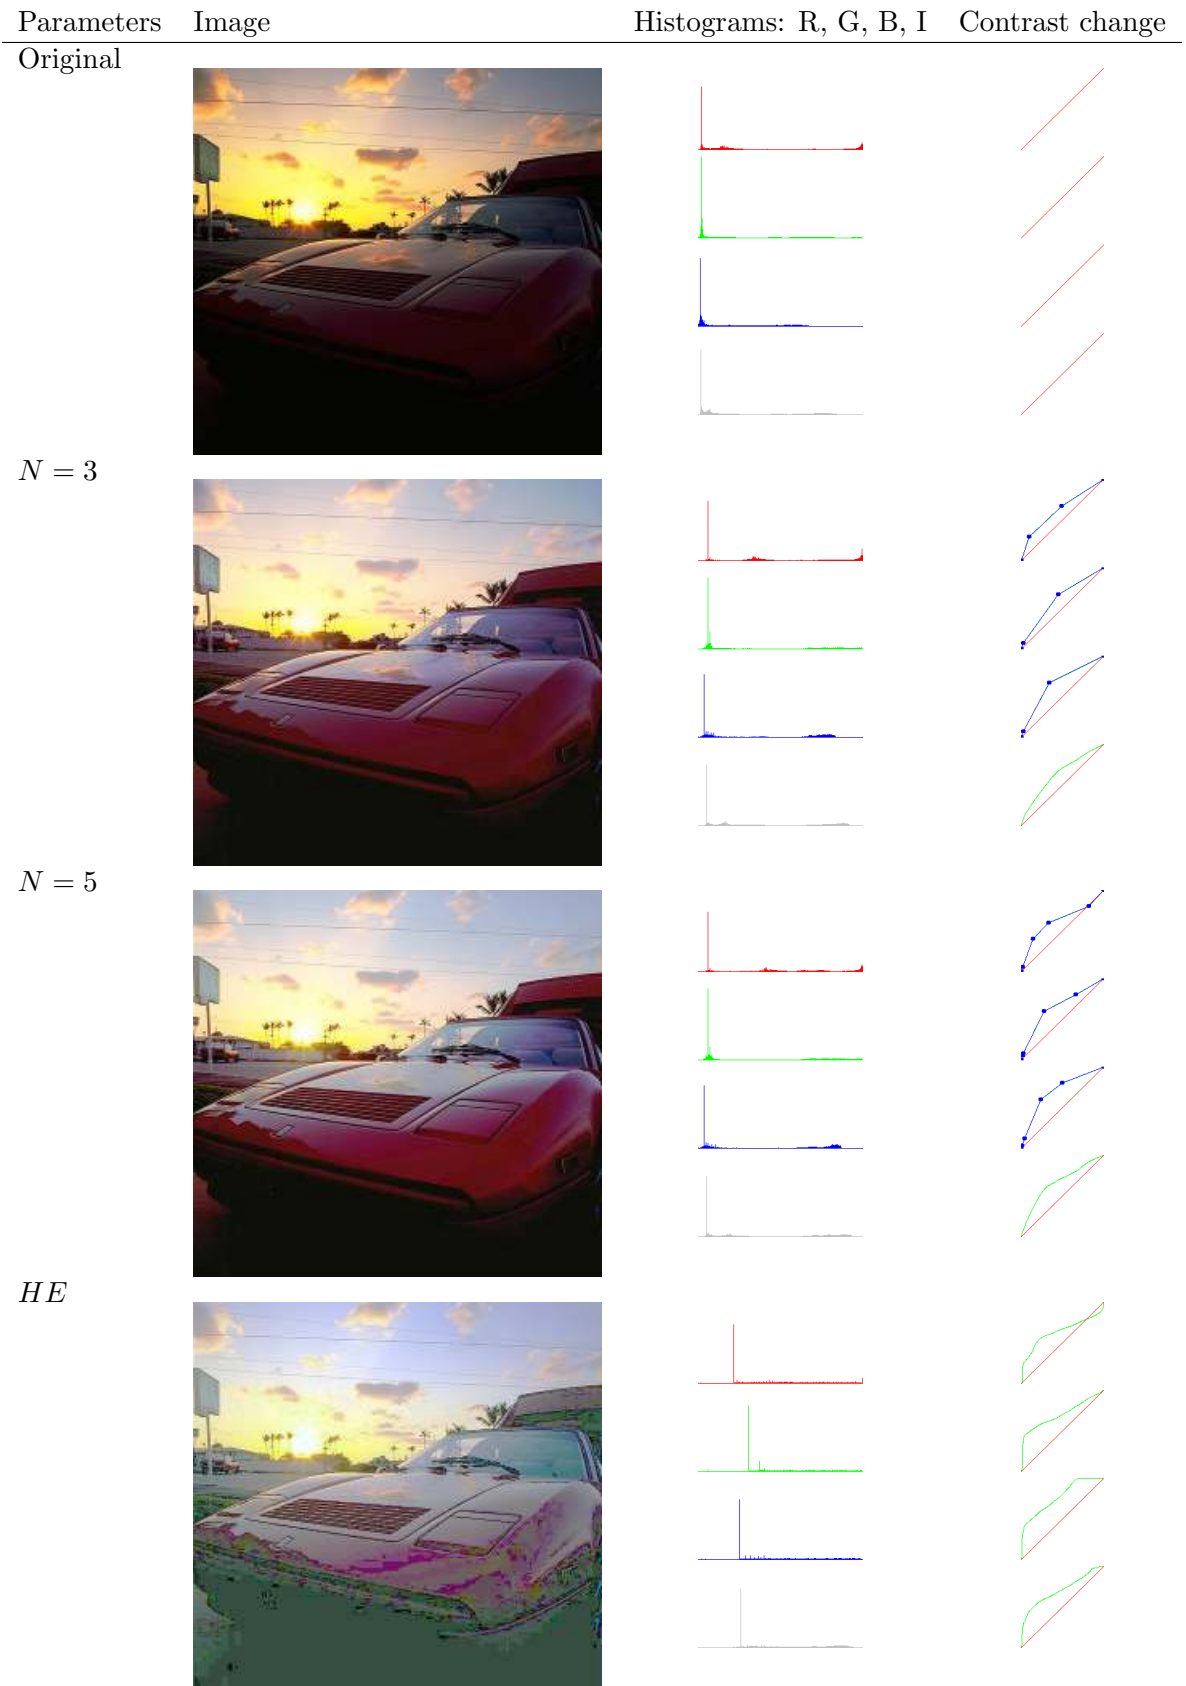 Parameters Image Histograms: R, G, B, I Contrast change
Original
N = 3
N = 5
HE